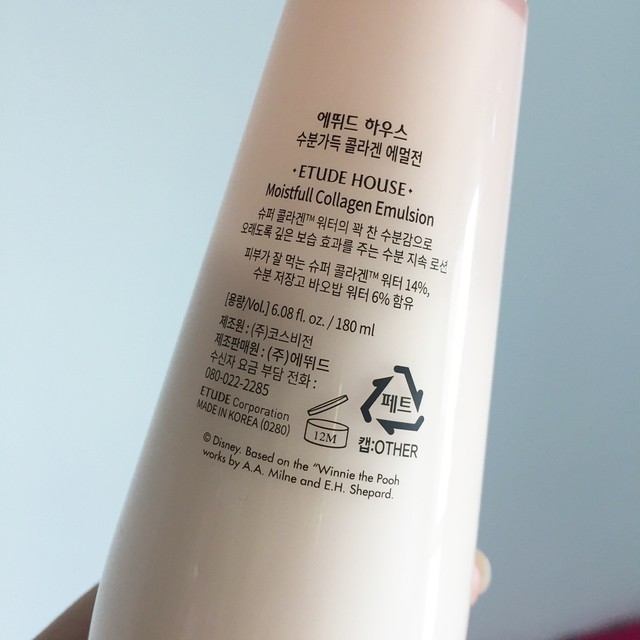 에뛰드 하우스
수분가득 콜라겐 에멀전
·ETUDE HOUSE·
Moistfull Collagen Emulsion
슈퍼 콜라겐™ 워터의 꽉 찬 수분감으로
오래도록 깊은 보습 효과를 주는 수분 지속 로션
피부가 잘 먹는 슈퍼 콜라겐™ 워터 14%,
수분 저장고 바오밥 워터 6% 함유
[용량/Vol.] 6.08 fl. oz. / 180 ml
제조원 : (주)코스비전
제조판매원 : (주)에뛰드
수신자 요금 부담 전화 :
080-022-2285
ETUDE Corporation
MADE IN KOREA (0280)
12M
페트
캡:OTHER
© Disney. Based on the “Winnie the Pooh
works by A.A. Milne and E.H. Shepard.